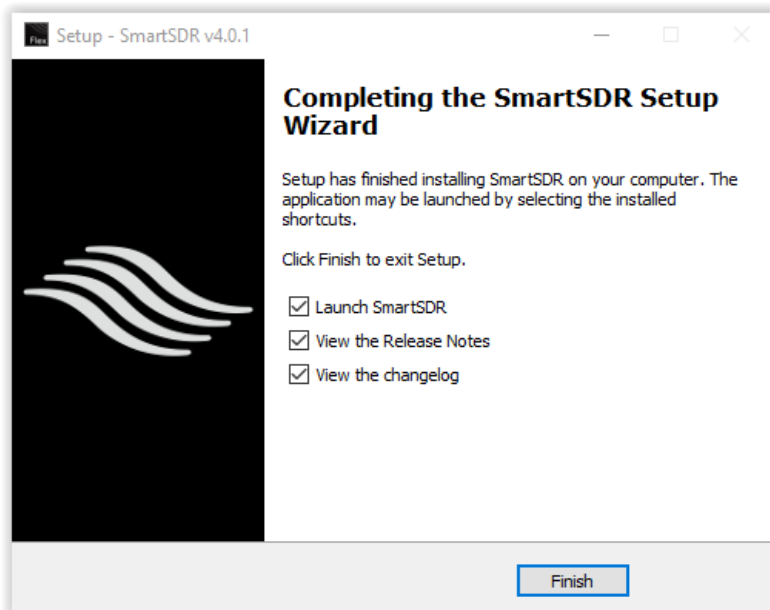 Flex
Setup - SmartSDR v4.0.1
Completing the SmartSDR Setup
Wizard
Setup has finished installing SmartSDR on your computer. The
application may be launched by selecting the installed
shortcuts.
Click Finish to exit Setup.
Launch SmartSDR
View the Release Notes
View the changelog
Finish